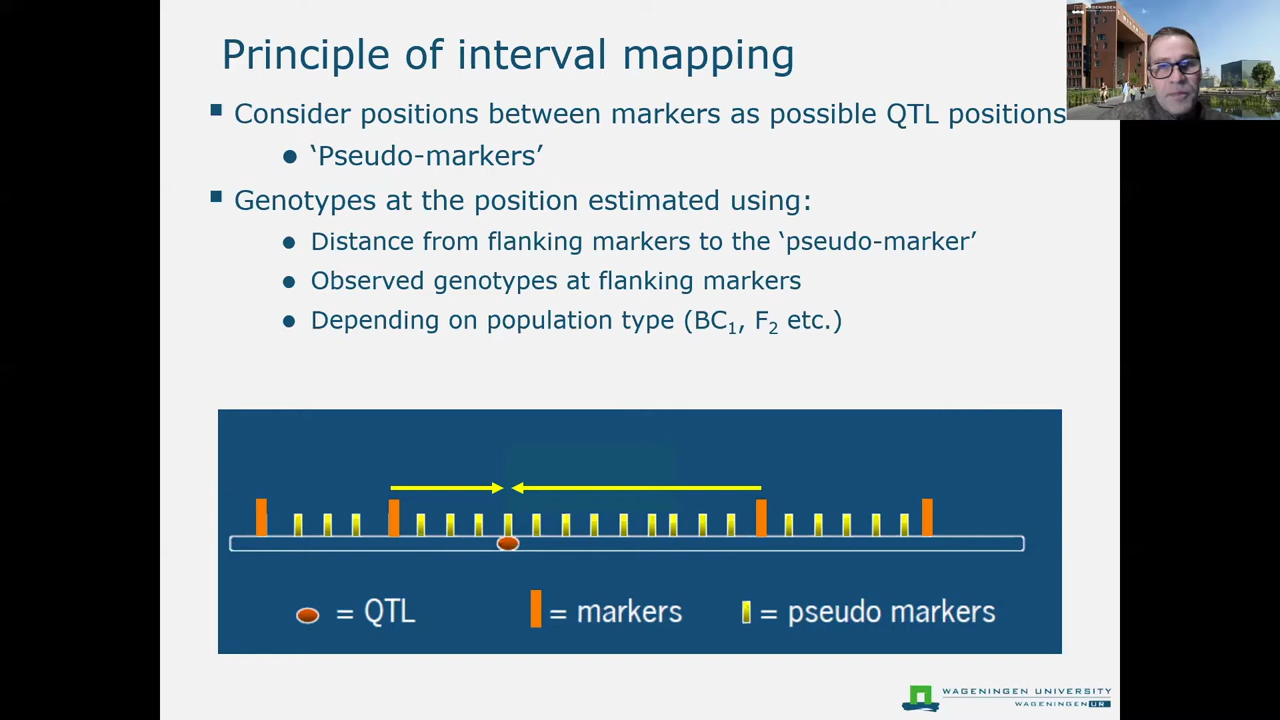 Principle of interval mapping
Consider positions between markers as possible QTL positions
‘Pseudo-markers’
Genotypes at the position estimated using:
Distance from flanking markers to the ‘pseudo-marker’
Observed genotypes at flanking markers
Depending on population type (BC1, F2 etc.)
= QTL
= markers
= pseudo markers
WAGENINGEN UNIVERSITY
WAGENINGEN UR